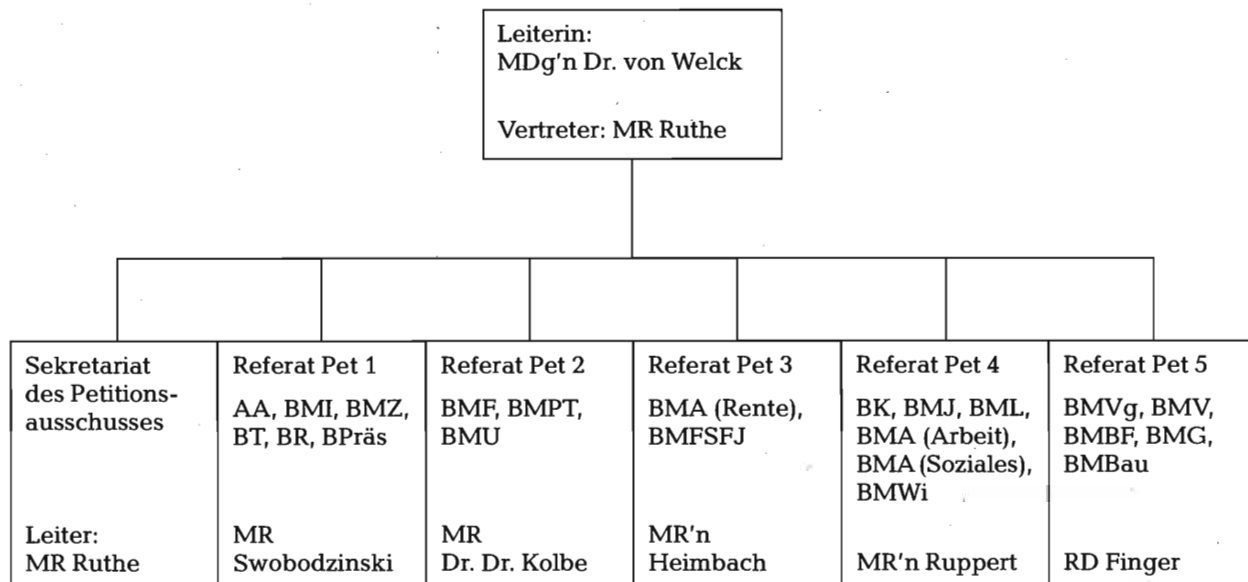 Leiterin:
MDg'n Dr. von Welck
Vertreter: MR Ruthe
Sekretariat
des Petitions-
ausschusses
Leiter:
MR Ruthe
Referat Pet 1
AA, BMI, BMZ,
BT, BR, BPräs
MR
Swobodzinski
Referat Pet 2
BMF, BMPT,
BMU
MR
Dr. Dr. Kolbe
Referat Pet 3
BMA (Rente),
BMFSFJ
MR'n
Heimbach
Referat Pet 4
BK, BMJ, BML,
BMA (Arbeit),
BMA (Soziales),
BMWi
MR'n Ruppert
Referat Pet 5
BMVg, BMV,
BMBF, BMG,
BMBau
RD Finger